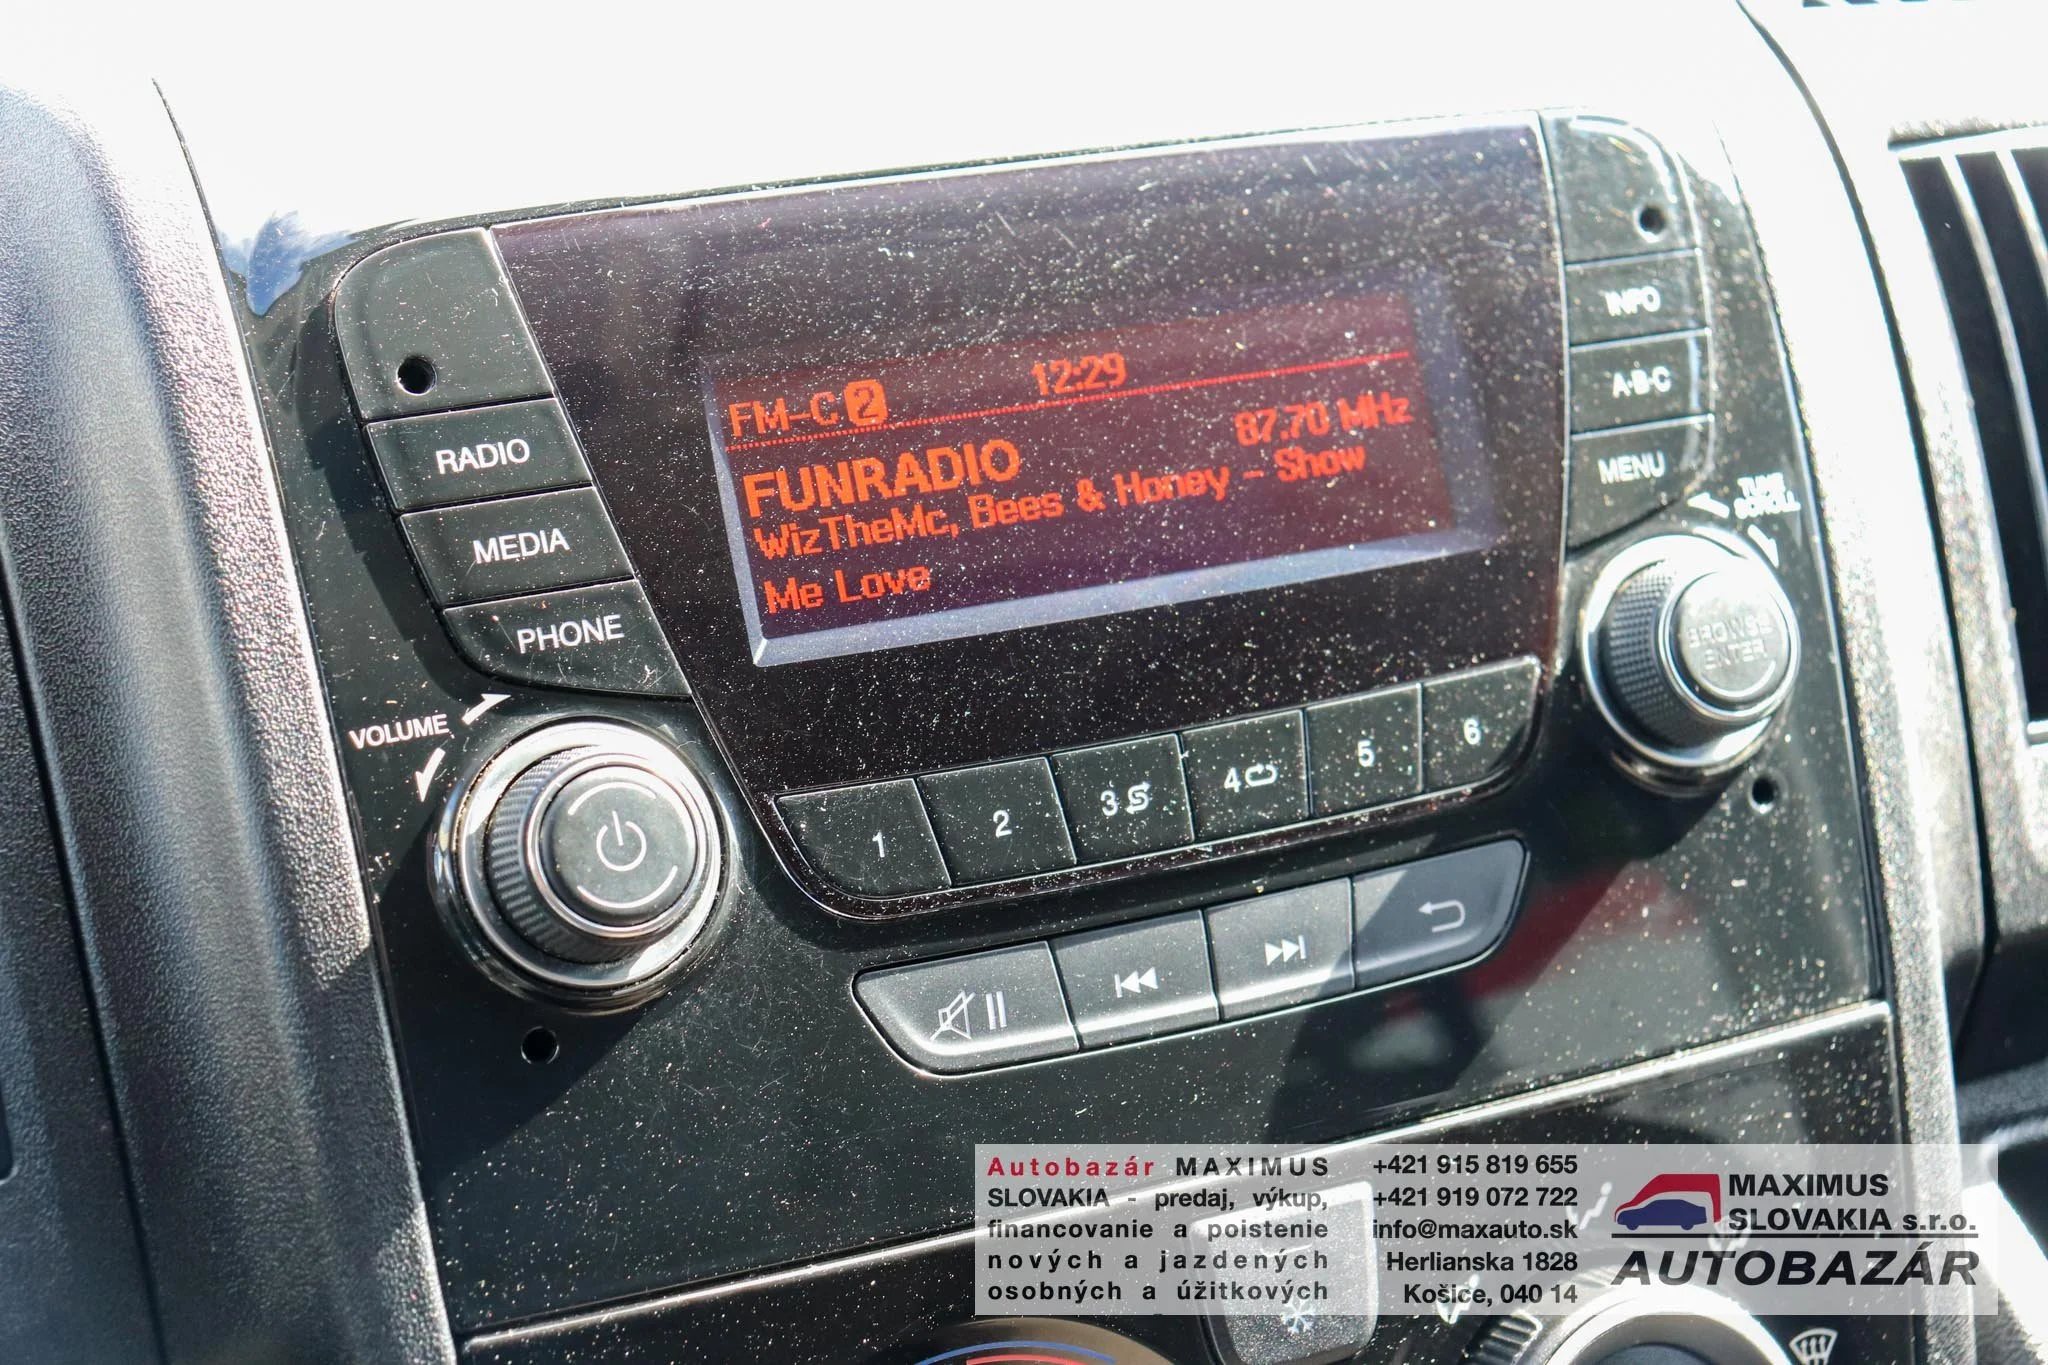 FM-C 2 12:29
FUNRADIO 87.70 MHz
WizTheMc, Bees & Honey - Show
Me Love
RADIO
MEDIA
PHONE
VOLUME
INFO
A·B·C
MENU
TUNE
SCROLL
BROWSE
ENTER
1 2 3 4 5 6
Autobazár MAXIMUS
SLOVAKIA - predaj, výkup,
financovanie a poistenie
nových a jazdených
osobných a úžitkových
+421 915 819 655
+421 919 072 722
info@maxauto.sk
Herlianska 1828
Košice, 040 14
MAXIMUS
SLOVAKIA s.r.o.
AUTOBAZÁR